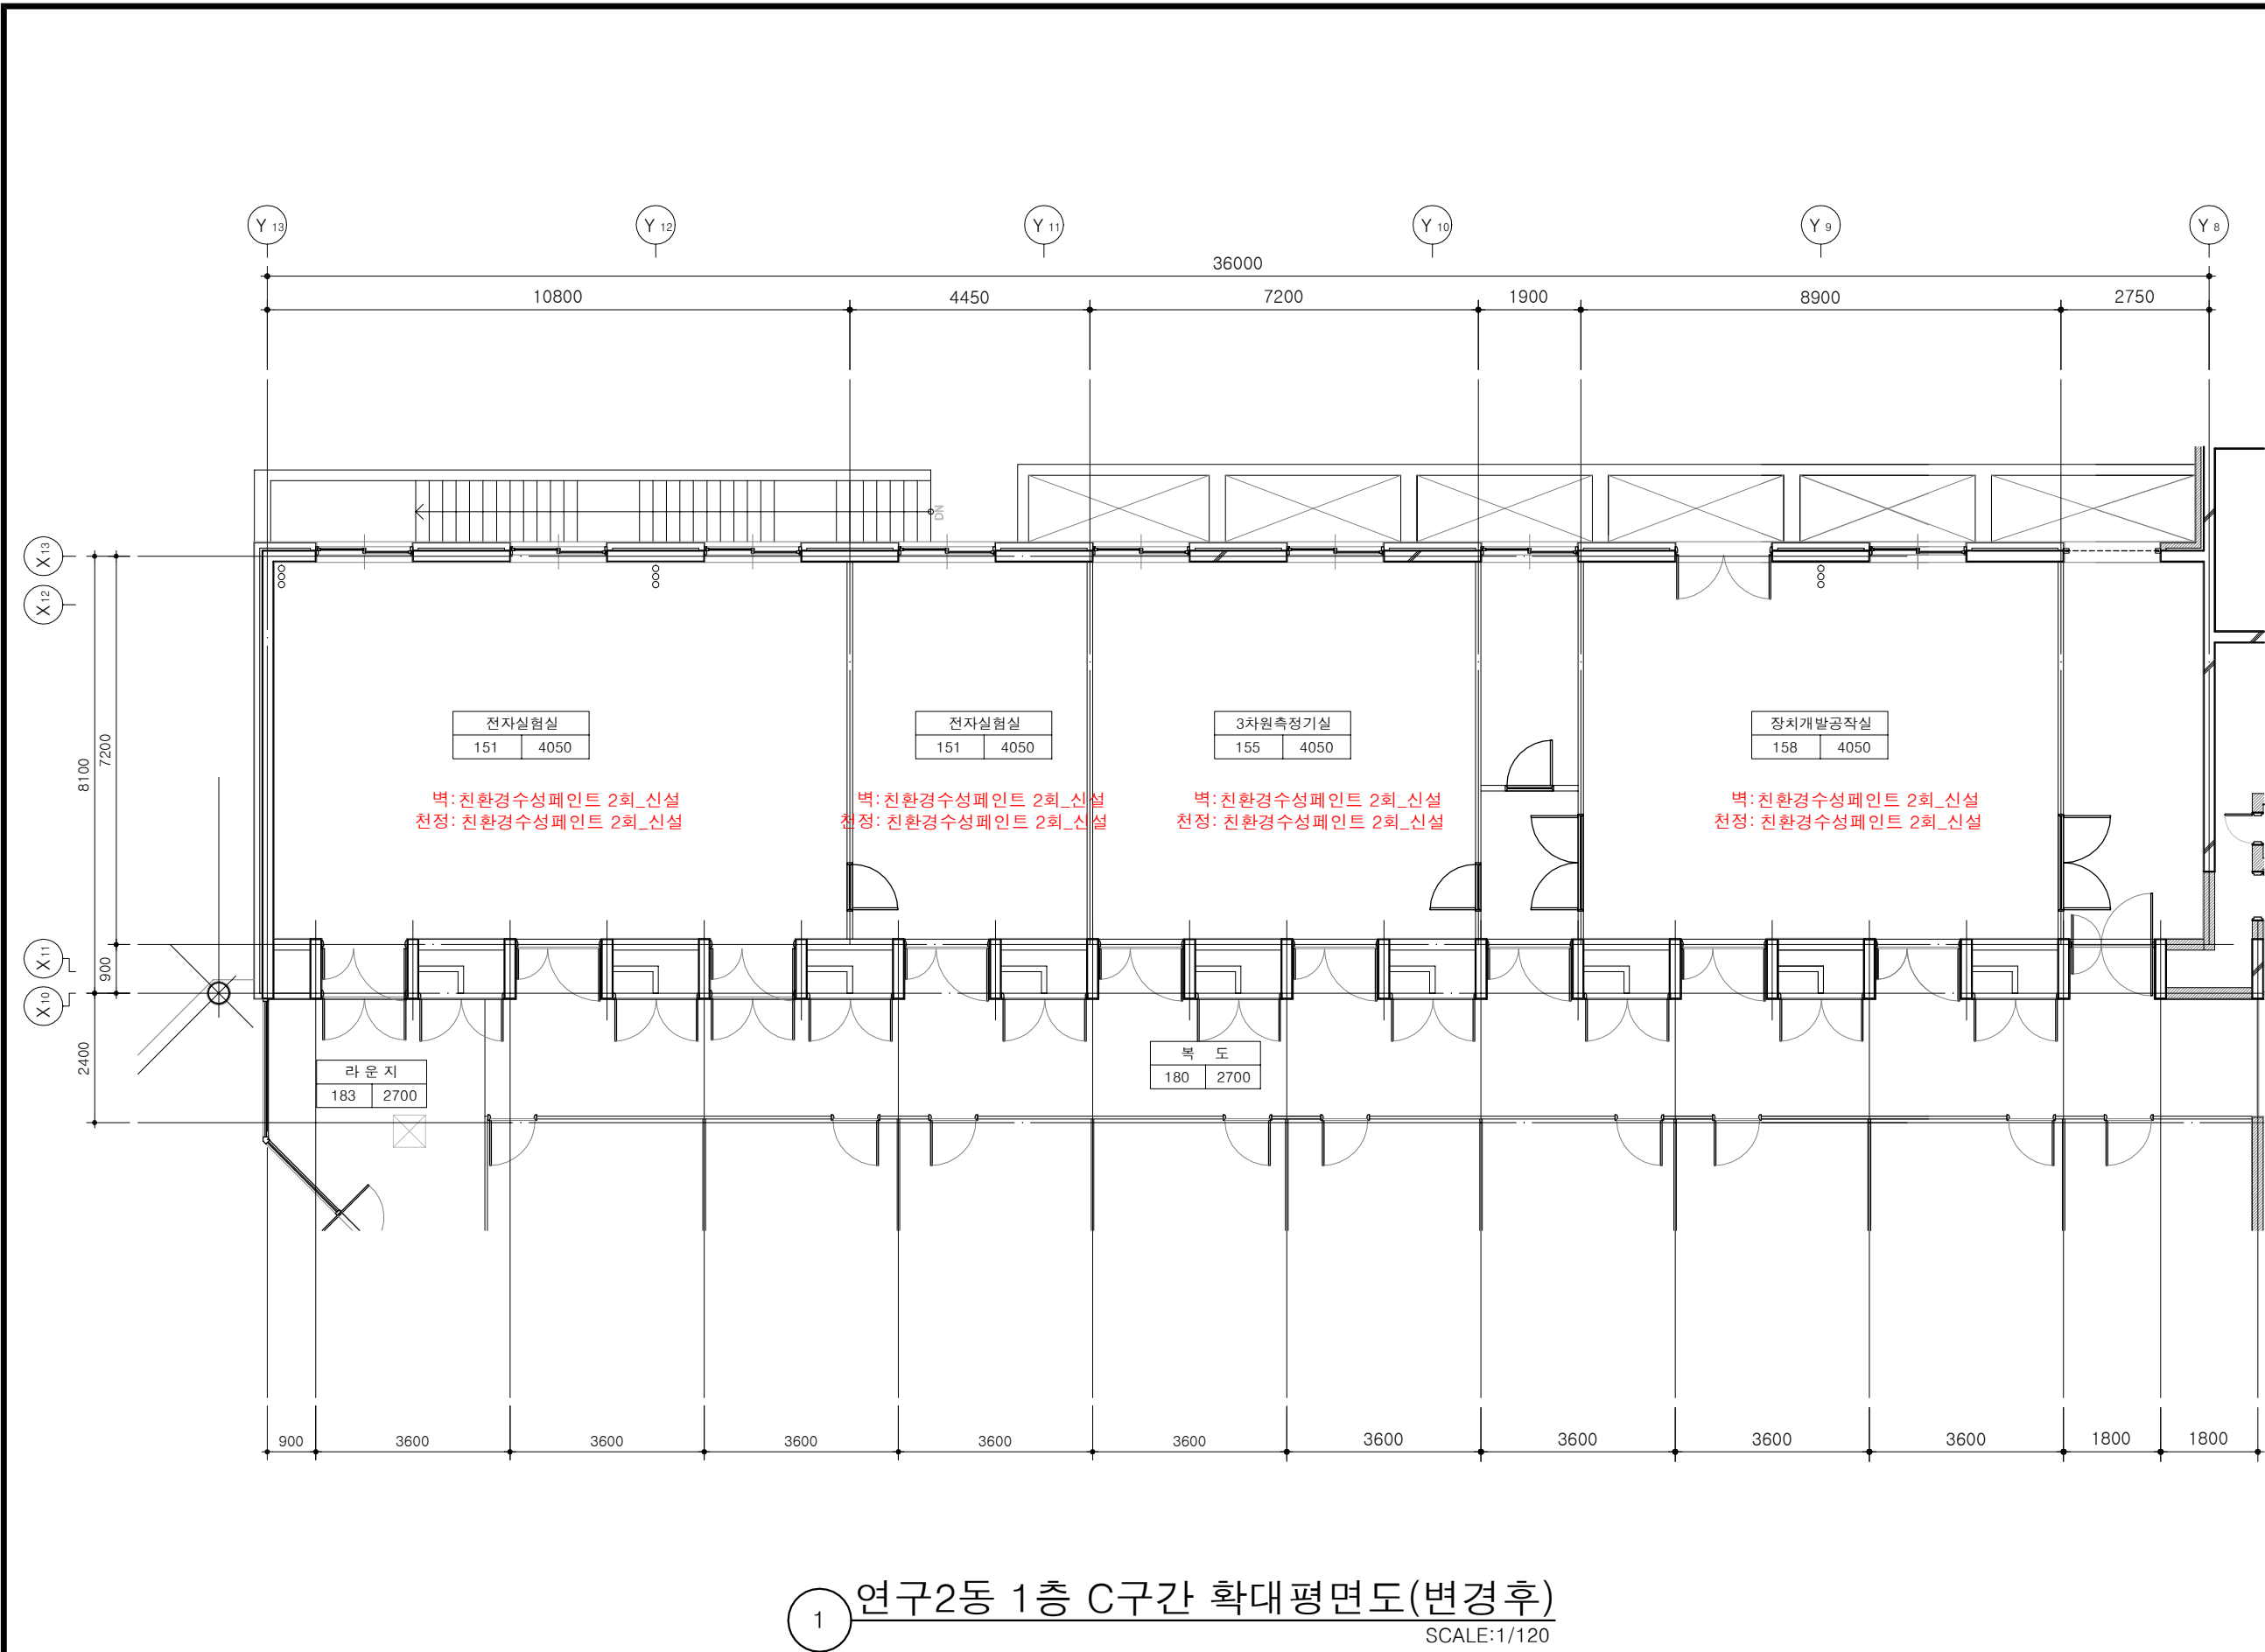 Y 13
Y 12
Y 11
Y 10
Y 9
Y 8
36000
10800 4450 7200 1900 8900 2750
DN
X13
X12
전자실험실
151 4050
전자실험실
151 4050
3차원측정기실
155 4050
장치개발공작실
158 4050
벽:친환경수성페인트 2회_신설
천정: 친환경수성페인트 2회_신설
벽:친환경수성페인트 2회_신설
천정: 친환경수성페인트 2회_신설
벽:친환경수성페인트 2회_신설
천정: 친환경수성페인트 2회_신설
벽:친환경수성페인트 2회_신설
천정: 친환경수성페인트 2회_신설
8100
7200
X11
900
X10
2400
라 운 지
183 2700
복 도
180 2700
900 3600 3600 3600 3600 3600 3600 3600 3600 3600 1800 1800
1
연구2동 1층 C구간 확대평면도(변경후)
SCALE:1/120